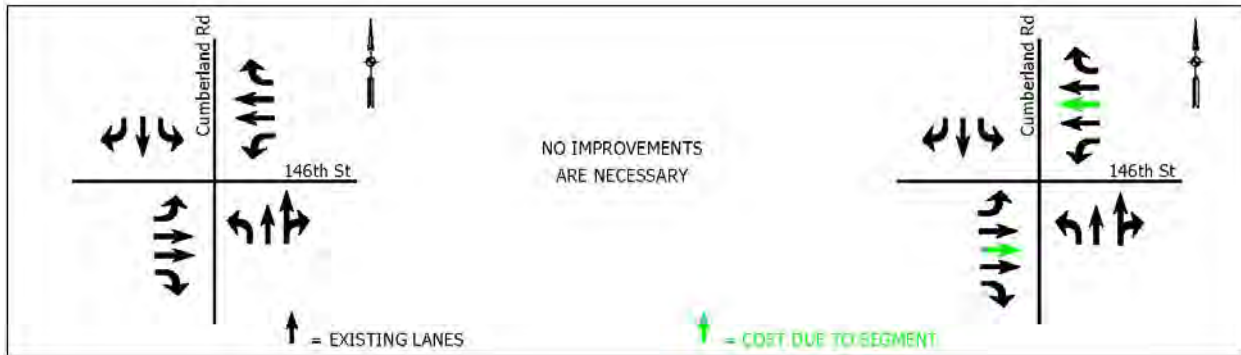 Cumberland Rd
146th St
NO IMPROVEMENTS
ARE NECESSARY
Cumberland Rd
146th St
= EXISTING LANES
= COST DUE TO SEGMENT